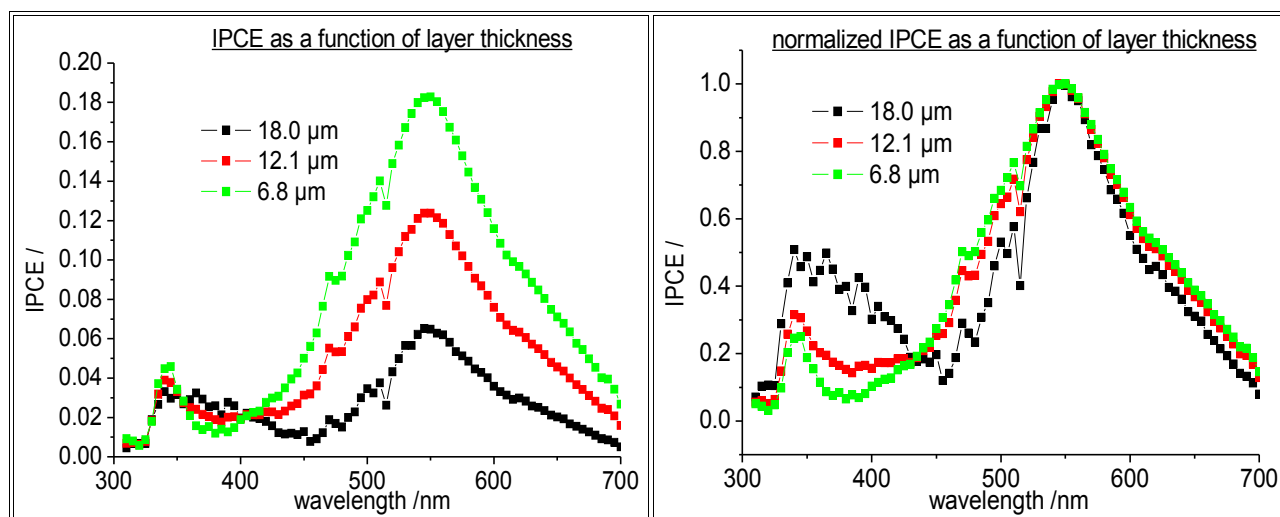 IPCE as a function of layer thickness
0.20
0.18
0.16
0.14
0.12
0.10
0.08
0.06
0.04
0.02
0.00
IPCE /
18.0 µm
12.1 µm
6.8 µm
300 400 500 600 700
wavelength /nm
normalized IPCE as a function of layer thickness
1.0
0.8
0.6
0.4
0.2
0.0
IPCE /
18.0 µm
12.1 µm
6.8 µm
300 400 500 600 700
wavelength /nm